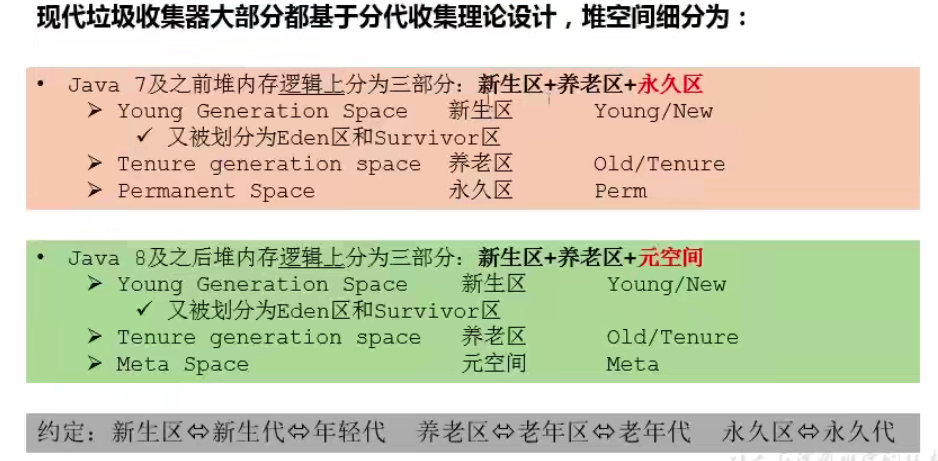 现代垃圾收集器大部分都基于分代收集理论设计，堆空间细分为：
• Java 7及之前堆内存逻辑上分为三部分：新生区+养老区+永久区
➢ Young Generation Space 新生区 Young/New
✓ 又被划分为Eden区和Survivor区
➢ Tenure generation space 养老区 Old/Tenure
➢ Permanent Space 永久区 Perm
• Java 8及之后堆内存逻辑上分为三部分：新生区+养老区+元空间
➢ Young Generation Space 新生区 Young/New
✓ 又被划分为Eden区和Survivor区
➢ Tenure generation space 养老区 Old/Tenure
➢ Meta Space 元空间 Meta
约定：新生区⇔新生代⇔年轻代 养老区⇔老年区⇔老年代 永久区⇔永久代